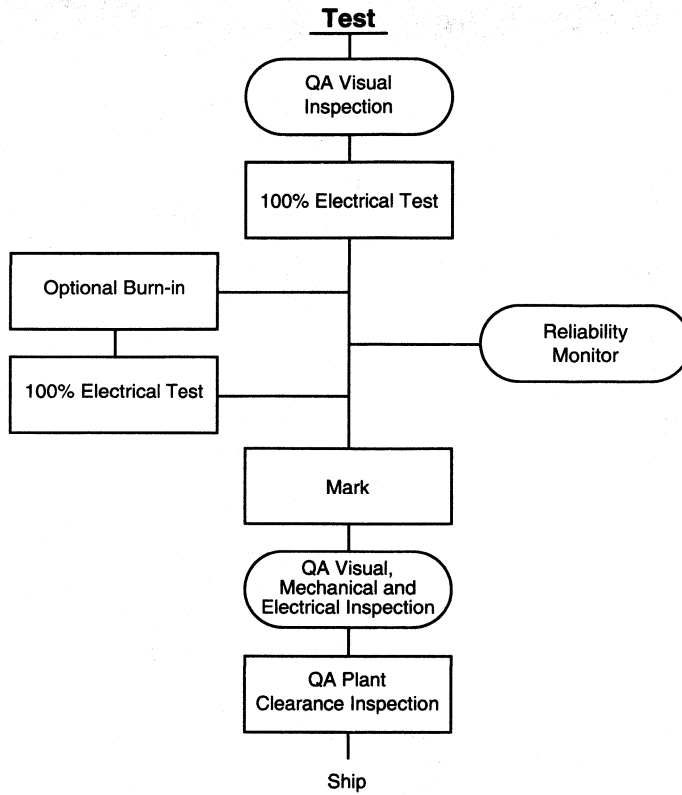 Test
QA Visual
Inspection
100% Electrical Test
Optional Burn-in
Reliability
Monitor
100% Electrical Test
Mark
QA Visual,
Mechanical and
Electrical Inspection
QA Plant
Clearance Inspection
Ship